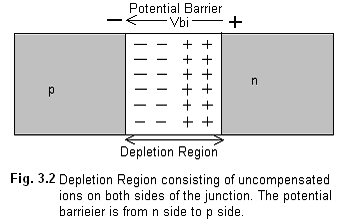 Potential Barrier
− Vbi +
− − + +
− − + +
− − + +
− − + +
− − + +
− − + +
p
n
Depletion Region
Fig. 3.2 Depletion Region consisting of uncompensated
ions on both sides of the junction. The potential
barrieier is from n side to p side.